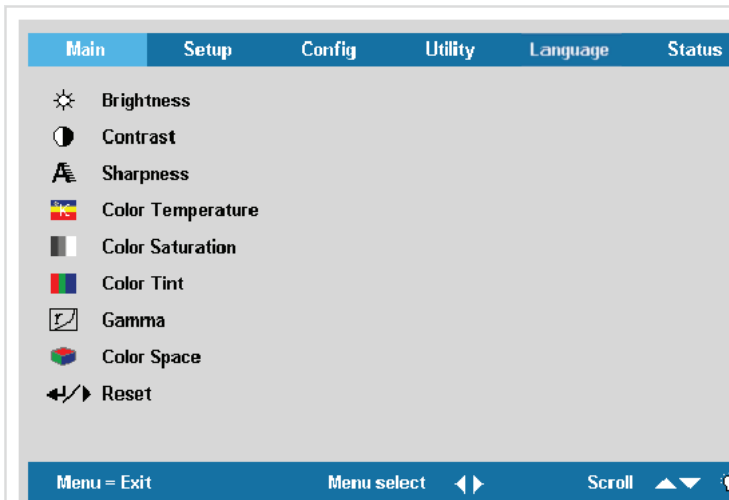 Main Setup Config Utility Language Status
Brightness
Contrast
Sharpness
Color Temperature
Color Saturation
Color Tint
Gamma
Color Space
Reset
Menu = Exit Menu select Scroll